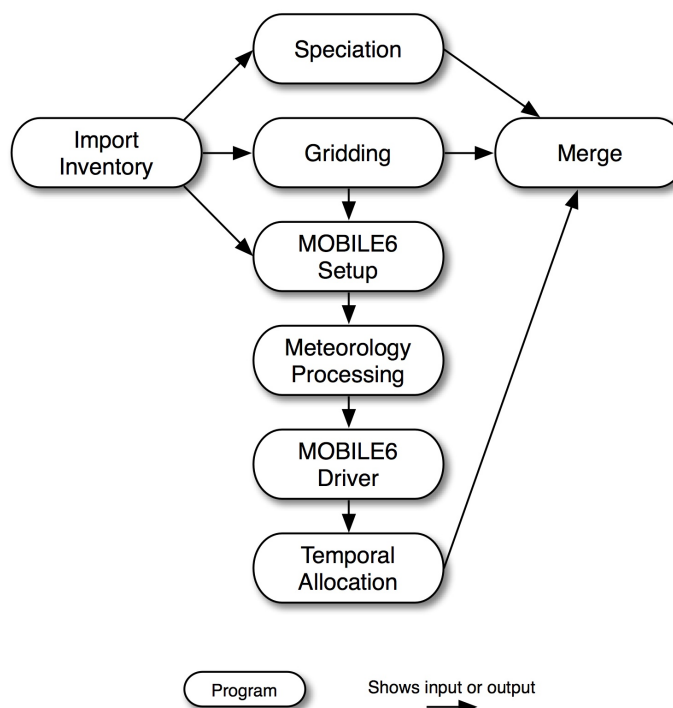 Speciation
Import
Inventory
Gridding
Merge
MOBILE6
Setup
Meteorology
Processing
MOBILE6
Driver
Temporal
Allocation
Program
Shows input or output